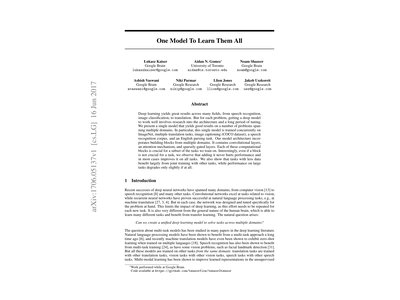 One Model To Learn Them All
Łukasz Kaiser
Google Brain
lukaszkaiser@google.com
Aidan N. Gomez*
University of Toronto
aidan@cs.toronto.edu
Noam Shazeer
Google Brain
noam@google.com
Ashish Vaswani
Google Brain
avaswani@google.com
Niki Parmar
Google Research
nikip@google.com
Llion Jones
Google Research
llion@google.com
Jakob Uszkoreit
Google Research
usz@google.com
Abstract
Deep learning yields great results across many fields, from speech recognition,
image classification, to translation. But for each problem, getting a deep model
to work well involves research into the architecture and a long period of tuning.
We present a single model that yields good results on a number of problems spanning
multiple domains. In particular, this single model is trained concurrently on
ImageNet, multiple translation tasks, image captioning (COCO dataset), a speech
recognition corpus, and an English parsing task. Our model architecture incorporates
building blocks from multiple domains. It contains convolutional layers,
an attention mechanism, and sparsely-gated layers. Each of these computational
blocks is crucial for a subset of the tasks we train on. Interestingly, even if a block
is not crucial for a task, we observe that adding it never hurts performance and
in most cases improves it on all tasks. We also show that tasks with less data
benefit largely from joint training with other tasks, while performance on large
tasks degrades only slightly if at all.
1 Introduction
Recent successes of deep neural networks have spanned many domains, from computer vision [13] to
speech recognition [8] and many other tasks. Convolutional networks excel at tasks related to vision,
while recurrent neural networks have proven successful at natural language processing tasks, e.g., at
machine translation [27, 3, 4]. But in each case, the network was designed and tuned specifically for
the problem at hand. This limits the impact of deep learning, as this effort needs to be repeated for
each new task. It is also very different from the general nature of the human brain, which is able to
learn many different tasks and benefit from transfer learning. The natural question arises:
Can we create a unified deep learning model to solve tasks across multiple domains?
The question about multi-task models has been studied in many papers in the deep learning literature.
Natural language processing models have been shown to benefit from a multi-task approach a long
time ago [6], and recently machine translation models have even been shown to exhibit zero-shot
learning when trained on multiple languages [18]. Speech recognition has also been shown to benefit
from multi-task training [24], as have some vision problems, such as facial landmark detection [31].
But all these models are trained on other tasks from the same domain: translation tasks are trained
with other translation tasks, vision tasks with other vision tasks, speech tasks with other speech
tasks. Multi-modal learning has been shown to improve learned representations in the unsupervised
*Work performed while at Google Brain.
arXiv:1706.05137v1 [cs.LG] 16 Jun 2017